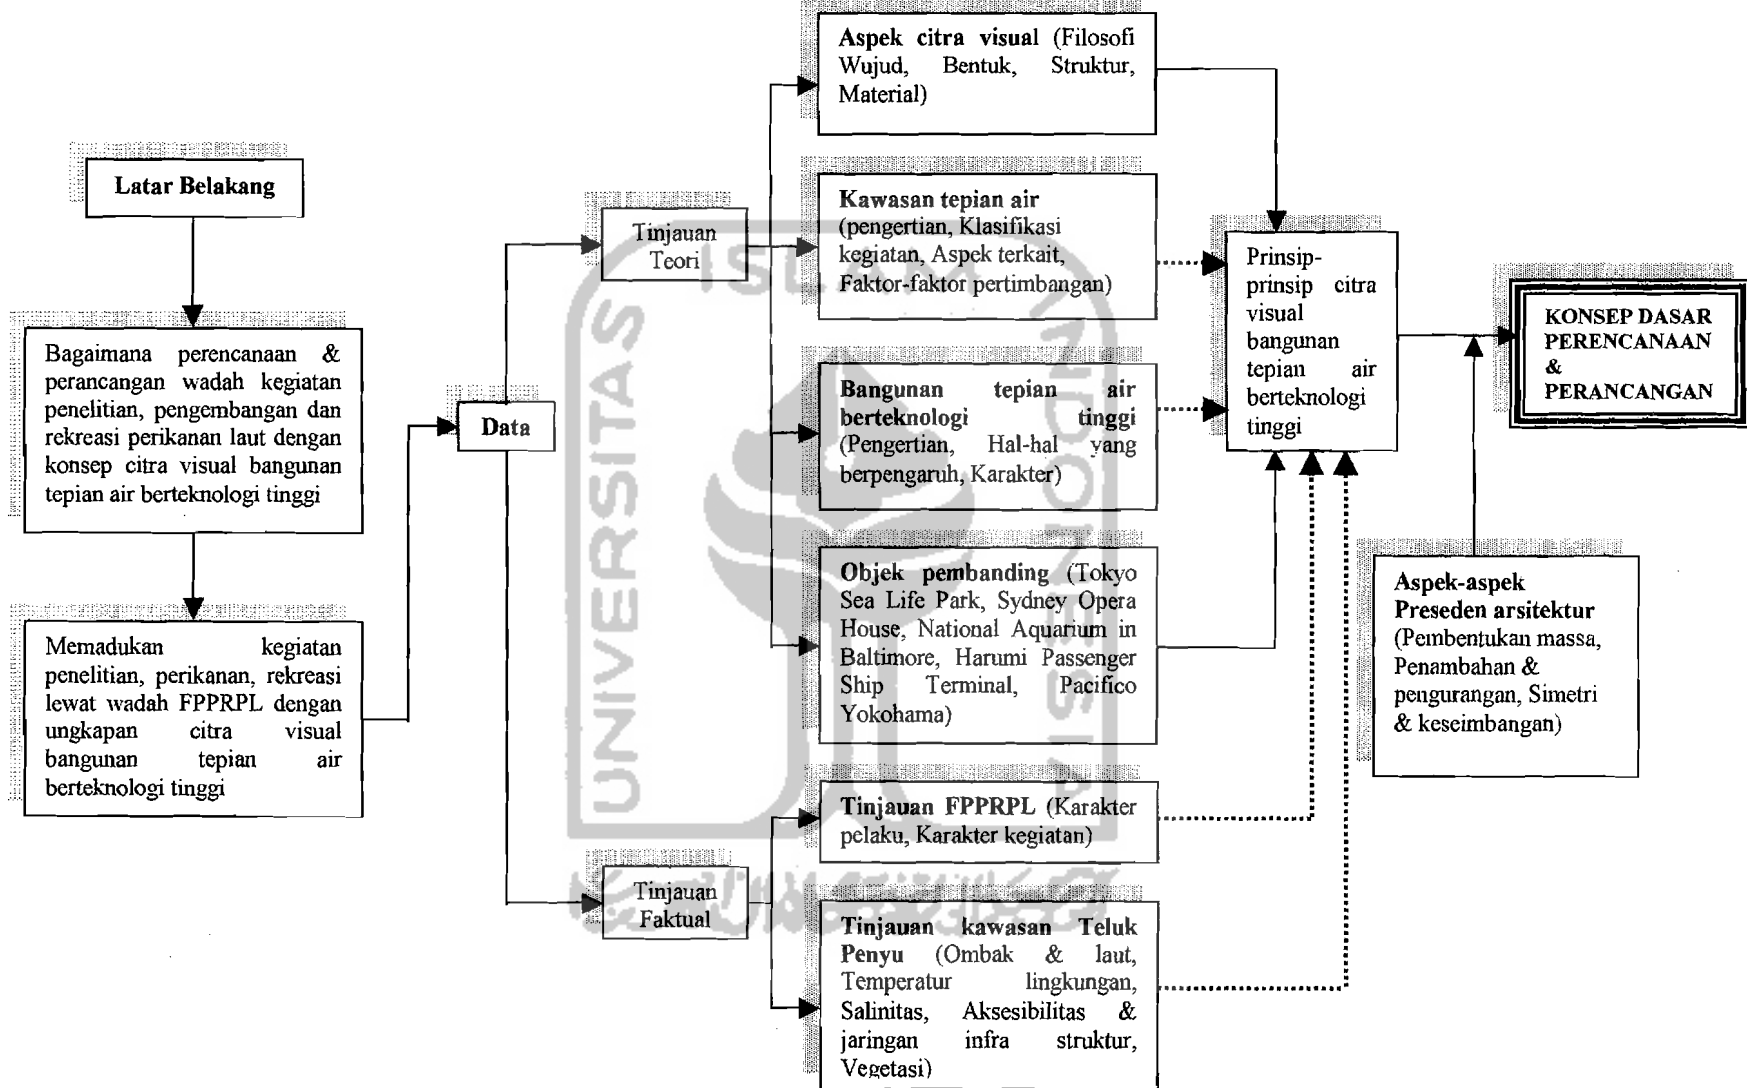 Latar Belakang
Bagaimana perencanaan &
perancangan wadah kegiatan
penelitian, pengembangan dan
rekreasi perikanan laut dengan
konsep citra visual bangunan
tepian air berteknologi tinggi
Memadukan kegiatan
penelitian, perikanan, rekreasi
lewat wadah FPPRPL dengan
ungkapan citra visual
bangunan tepian air
berteknologi tinggi
Data
Tinjauan
Teori
Tinjauan
Faktual
Aspek citra visual (Filosofi
Wujud, Bentuk, Struktur,
Material)
Kawasan tepian air
(pengertian, Klasifikasi
kegiatan, Aspek terkait,
Faktor-faktor pertimbangan)
Bangunan tepian air
berteknologi tinggi
(Pengertian, Hal-hal yang
berpengaruh, Karakter)
Objek pembanding (Tokyo
Sea Life Park, Sydney Opera
House, National Aquarium in
Baltimore, Harumi Passenger
Ship Terminal, Pacifico
Yokohama)
Tinjauan FPPRPL (Karakter
pelaku, Karakter kegiatan)
Tinjauan kawasan Teluk
Penyu (Ombak & laut,
Temperatur lingkungan,
Salinitas, Aksesibilitas &
jaringan infra struktur,
Vegetasi)
Prinsip-
prinsip citra
visual
bangunan
tepian air
berteknologi
tinggi
Aspek-aspek
Preseden arsitektur
(Pembentukan massa,
Penambahan &
pengurangan, Simetri
& keseimbangan)
KONSEP DASAR
PERENCANAAN
&
PERANCANGAN
ISLAM
UNIVERSITAS
INDONESIA